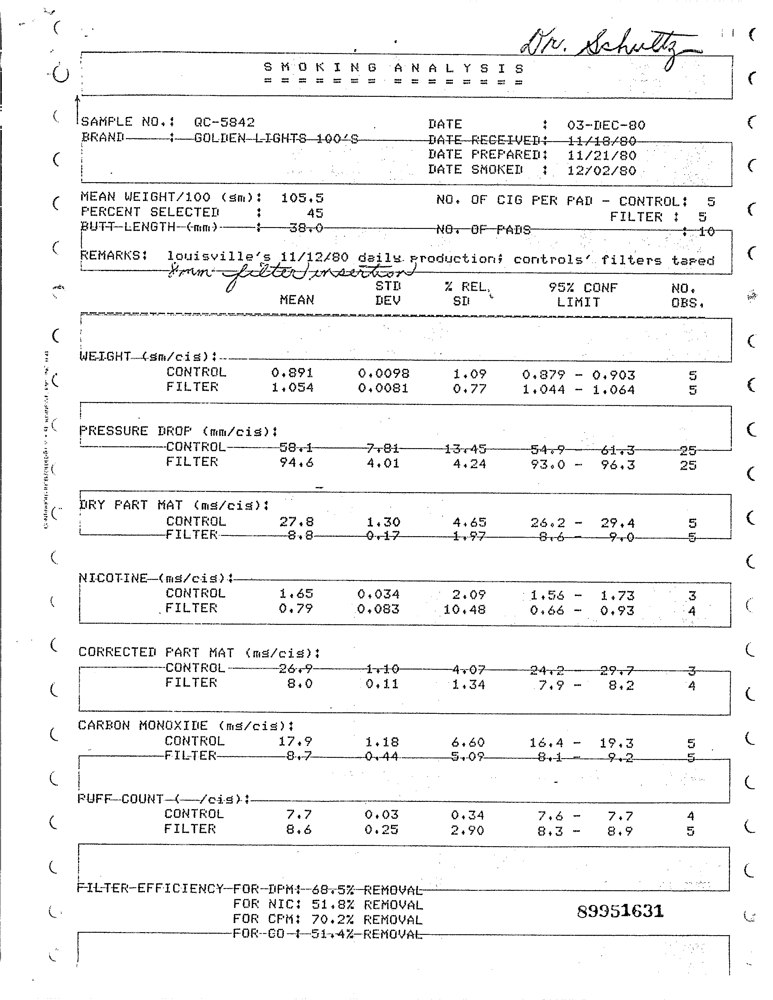 Dr. Schultz
SMOKING ANALYSIS
======= ========
SAMPLE NO.: QC-5842 DATE : 03-DEC-80
BRAND : GOLDEN LIGHTS 100'S DATE RECEIVED: 11/18/80
DATE PREPARED: 11/21/80
DATE SMOKED : 12/02/80
MEAN WEIGHT/100 (gm): 105.5 NO. OF CIG PER PAD - CONTROL: 5
PERCENT SELECTED : 45 FILTER : 5
BUTT LENGTH (mm) : 38.0 NO. OF PADS : 10
REMARKS: louisville's 11/12/80 daily production; controls' filters taped
8mm filter insertion
MEAN STD DEV % REL. SD 95% CONF LIMIT NO. OBS.
WEIGHT (gm/cig):
CONTROL 0.891 0.0098 1.09 0.879 - 0.903 5
FILTER 1.054 0.0081 0.77 1.044 - 1.064 5
PRESSURE DROP (mm/cig):
CONTROL 58.1 7.81 13.45 54.9 - 61.3 25
FILTER 94.6 4.01 4.24 93.0 - 96.3 25
DRY PART MAT (mg/cig):
CONTROL 27.8 1.30 4.65 26.2 - 29.4 5
FILTER 8.8 0.17 1.97 8.6 - 9.0 5
NICOTINE (mg/cig):
CONTROL 1.65 0.034 2.09 1.56 - 1.73 3
FILTER 0.79 0.083 10.48 0.66 - 0.93 4
CORRECTED PART MAT (mg/cig):
CONTROL 26.9 1.10 4.07 24.2 - 29.7 3
FILTER 8.0 0.11 1.34 7.9 - 8.2 4
CARBON MONOXIDE (mg/cig):
CONTROL 17.9 1.18 6.60 16.4 - 19.3 5
FILTER 8.7 0.44 5.09 8.1 - 9.2 5
PUFF COUNT ( /cig):
CONTROL 7.7 0.03 0.34 7.6 - 7.7 4
FILTER 8.6 0.25 2.90 8.3 - 8.9 5
FILTER EFFICIENCY FOR DPM: 68.5% REMOVAL
FOR NIC: 51.8% REMOVAL
FOR CPM: 70.2% REMOVAL
FOR CO : 51.4% REMOVAL
89951631